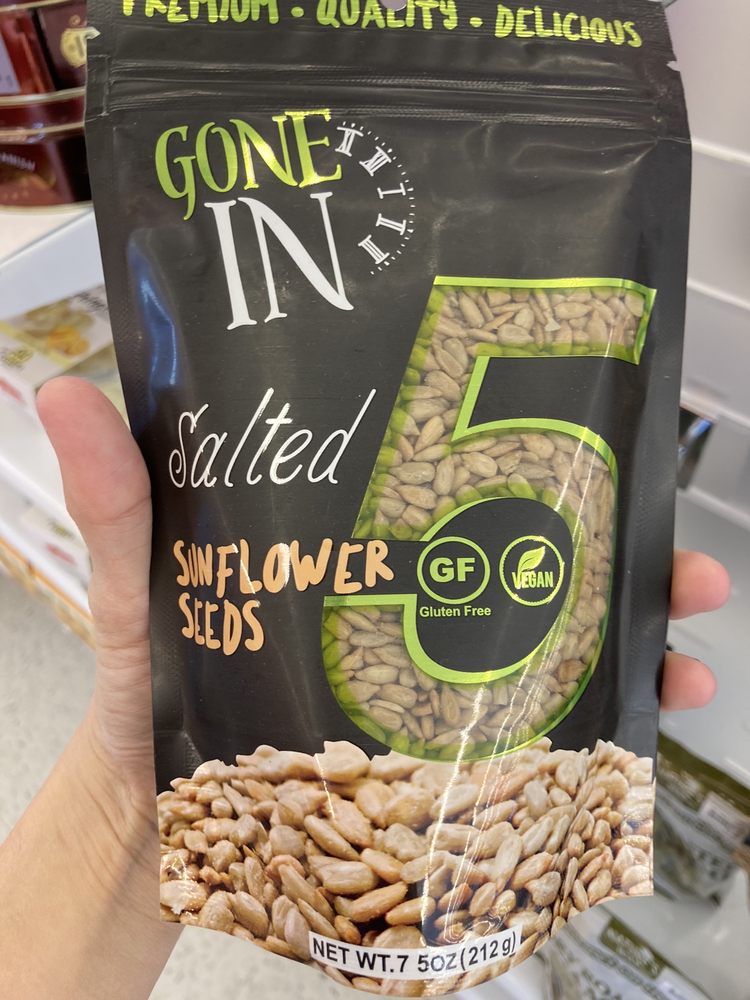 PREMIUM • QUALITY • DELICIOUS
GONE
IN
5
Salted
SUNFLOWER
SEEDS
GF
Gluten Free
VEGAN
NET WT.7 5OZ(212g)